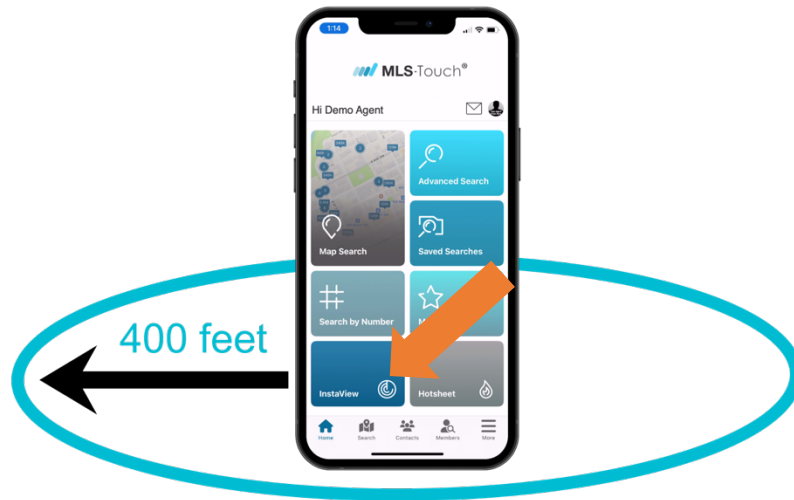 1:14
MLS-Touch®
Hi Demo Agent
Advanced Search
Map Search
Saved Searches
Search by Number
InstaView
Hotsheet
400 feet
Home
Search
Contacts
Members
More